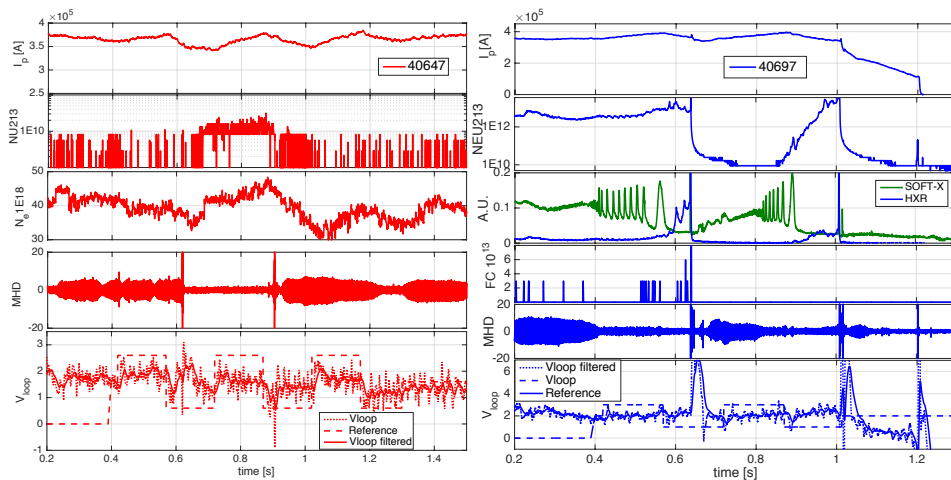 ×10^5
I_p [A]
4
3.5
3
2.5
40647
NU213
1E10
N_e 1E18
50
40
30
MHD
20
0
-20
V_loop
3
2
1
0
-1
Vloop
Reference
Vloop filtered
0.2 0.4 0.6 0.8 1 1.2 1.4
time [s]
×10^5
I_p [A]
4
2
0
40697
NEU213
1E12
1E10
A.U.
0.2
0.1
0
SOFT-X
HXR
FC 10^13
8
6
4
2
0
MHD
20
0
-20
V_loop
6
4
2
0
Vloop filtered
Vloop
Reference
0.2 0.4 0.6 0.8 1 1.2
time [s]